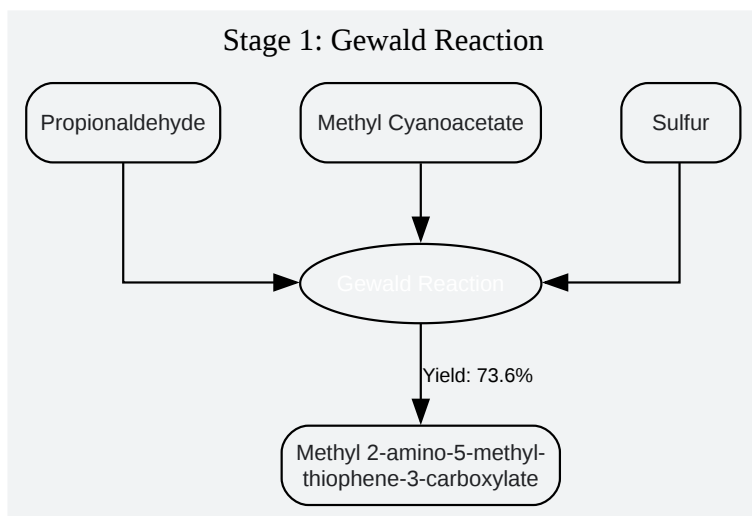 Stage 1: Gewald Reaction
Propionaldehyde
Methyl Cyanoacetate
Sulfur
Gewald Reaction
Yield: 73.6%
Methyl 2-amino-5-methyl-
thiophene-3-carboxylate